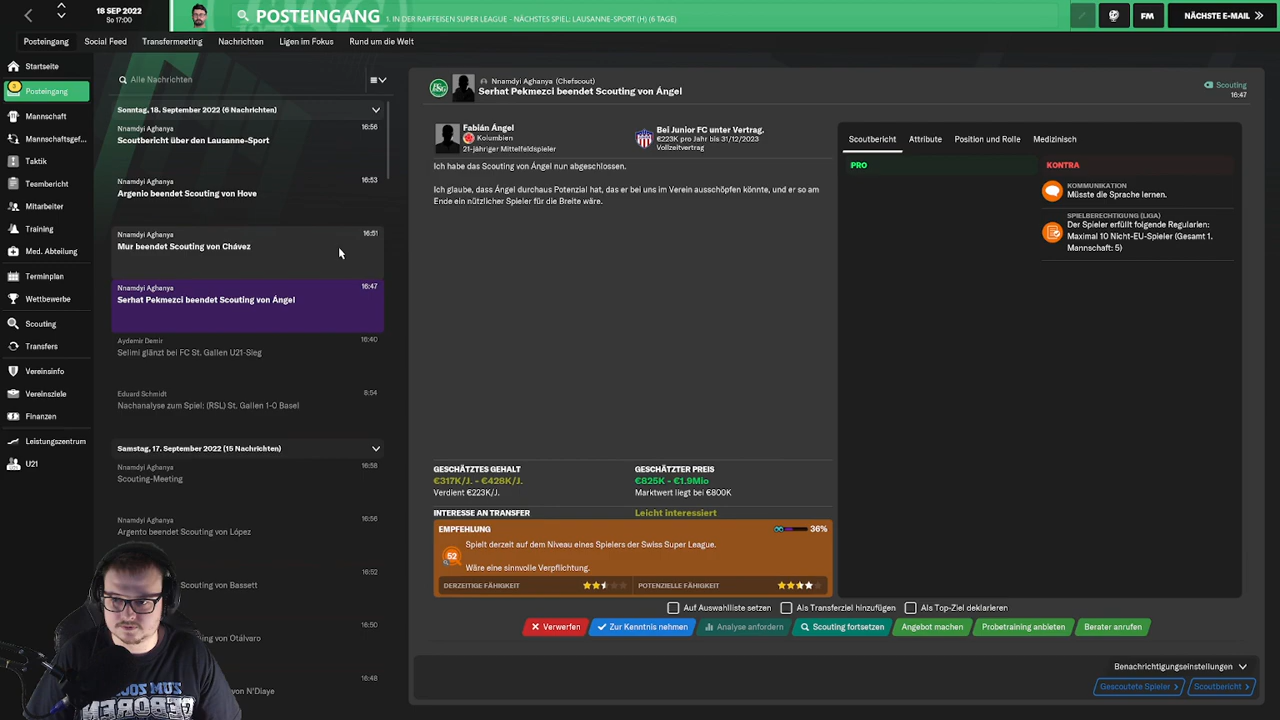 18 SEP 2022
So 17:00
POSTEINGANG
1. IN DER RAIFFEISEN SUPER LEAGUE - NÄCHSTES SPIEL: LAUSANNE-SPORT (H) (6 TAGE)
FM
NÄCHSTE E-MAIL
Posteingang
Social Feed
Transfermeeting
Nachrichten
Ligen im Fokus
Rund um die Welt
Startseite
3
Posteingang
Mannschaft
Mannschaftsgef...
Taktik
Teambericht
Mitarbeiter
Training
Med. Abteilung
Terminplan
Wettbewerbe
Scouting
Transfers
Vereinsinfo
Vereinsziele
Finanzen
Leistungszentrum
U21
Alle Nachrichten
Sonntag, 18. September 2022 (6 Nachrichten)
Nnamdyi Aghanya
16:56
Scoutbericht über den Lausanne-Sport
Nnamdyi Aghanya
16:53
Argenio beendet Scouting von Hove
Nnamdyi Aghanya
16:51
Mur beendet Scouting von Chávez
Nnamdyi Aghanya
16:47
Serhat Pekmezci beendet Scouting von Ángel
Aydemir Demir
16:40
Selimi glänzt bei FC St. Gallen U21-Sieg
Eduard Schmidt
8:54
Nachanalyse zum Spiel: (RSL) St. Gallen 1-0 Basel
Samstag, 17. September 2022 (15 Nachrichten)
Nnamdyi Aghanya
16:58
Scouting-Meeting
Nnamdyi Aghanya
16:56
Argento beendet Scouting von López
16:52
Scouting von Bassett
16:50
von Otálvaro
16:48
von N'Diaye
Nnamdyi Aghanya (Chefscout)
Serhat Pekmezci beendet Scouting von Ángel
Scouting
16:47
Fabián Ángel
Kolumbien
21-jähriger Mittelfeldspieler
Bei Junior FC unter Vertrag.
€223K pro Jahr bis 31/12/2023
Vollzeitvertrag
Ich habe das Scouting von Ángel nun abgeschlossen.
Ich glaube, dass Ángel durchaus Potenzial hat, das er bei uns im Verein ausschöpfen könnte, und er so am
Ende ein nützlicher Spieler für die Breite wäre.
GESCHÄTZTES GEHALT
€317K/J. - €428K/J.
Verdient €223K/J.
GESCHÄTZTER PREIS
€825K - €1.9Mio
Marktwert liegt bei €800K
INTERESSE AN TRANSFER
Leicht interessiert
EMPFEHLUNG
36%
52
Spielt derzeit auf dem Niveau eines Spielers der Swiss Super League.
Wäre eine sinnvolle Verpflichtung.
DERZEITIGE FÄHIGKEIT
POTENZIELLE FÄHIGKEIT
Scoutbericht
Attribute
Position und Rolle
Medizinisch
PRO
KONTRA
KOMMUNIKATION
Müsste die Sprache lernen.
SPIELBERECHTIGUNG (LIGA)
Der Spieler erfüllt folgende Regularien:
Maximal 10 Nicht-EU-Spieler (Gesamt 1.
Mannschaft: 5)
Auf Auswahlliste setzen
Als Transferziel hinzufügen
Als Top-Ziel deklarieren
Verwerfen
Zur Kenntnis nehmen
Analyse anfordern
Scouting fortsetzen
Angebot machen
Probetraining anbieten
Berater anrufen
Benachrichtigungseinstellungen
Gescoutete Spieler
Scoutbericht
ZUM ZOCKEN
GEBOREN